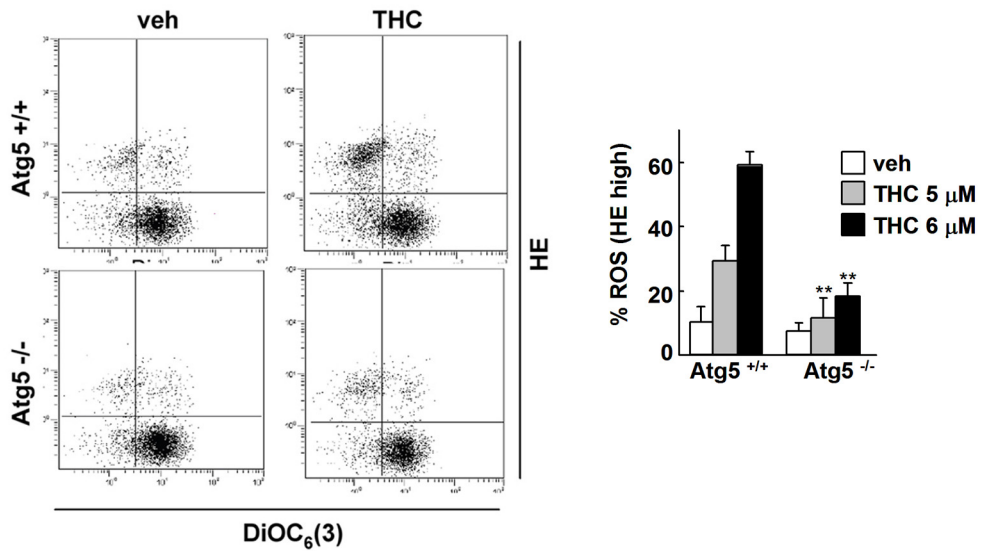 veh THC
Atg5 +/+
HE
Atg5 -/-
DiOC6(3)
% ROS (HE high)
60
40
20
0
veh
THC 5 μM
THC 6 μM
** **
Atg5 +/+ Atg5 -/-